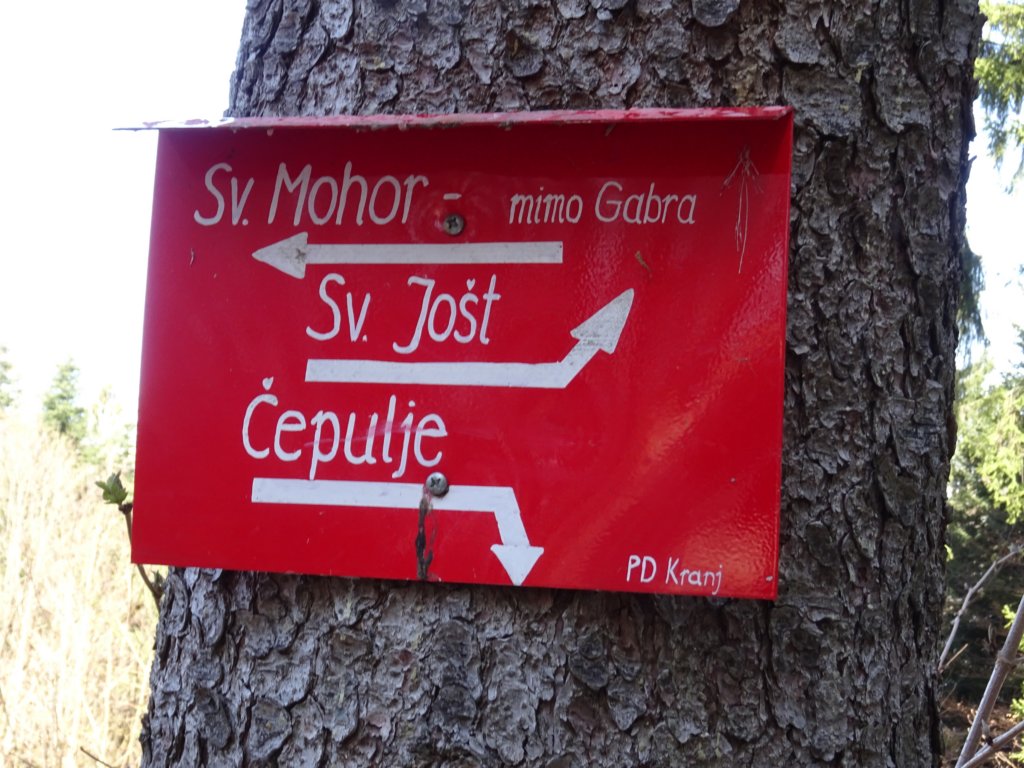 Sv. Mohor - mimo Gabra
Sv. Jošt
Čepulje
PD Kranj